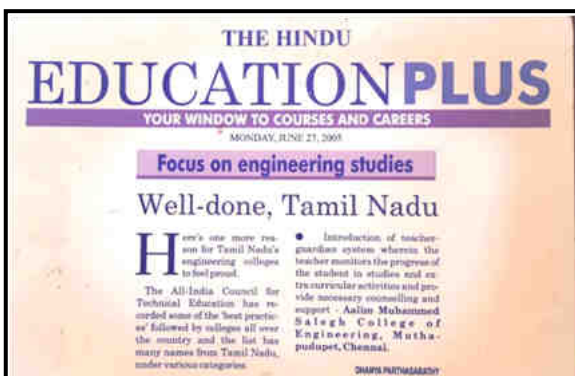 THE HINDU
EDUCATIONPLUS
YOUR WINDOW TO COURSES AND CAREERS
MONDAY, JUNE 27, 2005
Focus on engineering studies
Well-done, Tamil Nadu
Here's one more rea-
son for Tamil Nadu's
engineering colleges
to feel proud.
The All-India Council for
Technical Education has re-
corded some of the 'best practic-
es' followed by colleges all over
the country and the list has
many names from Tamil Nadu,
under various categories.
● Introduction of teacher-
guardian system wherein the
teacher monitors the progress of
the student in studies and ex-
tra curricular activities and pro-
vide necessary counselling and
support - Aalim Muhammed
Salegh College of
Engineering, Mutha-
pudupet, Chennai.
DHANYA PARTHASARATHY